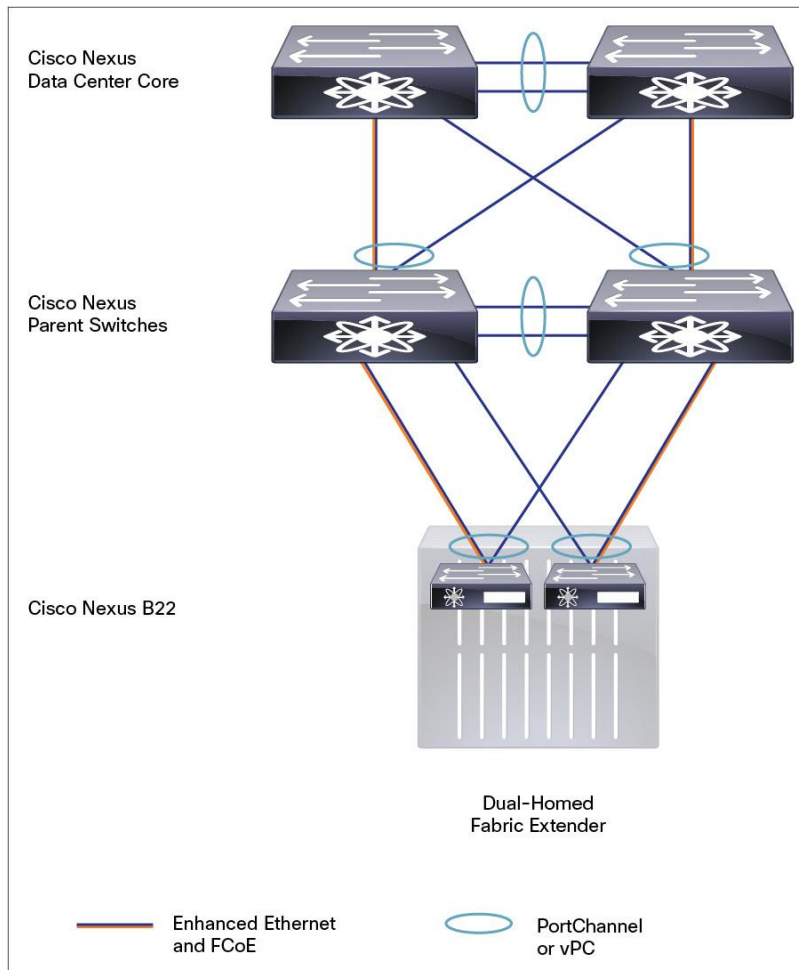 Cisco Nexus
Data Center Core
Cisco Nexus
Parent Switches
Cisco Nexus B22
Dual-Homed
Fabric Extender
Enhanced Ethernet
and FCoE
PortChannel
or vPC